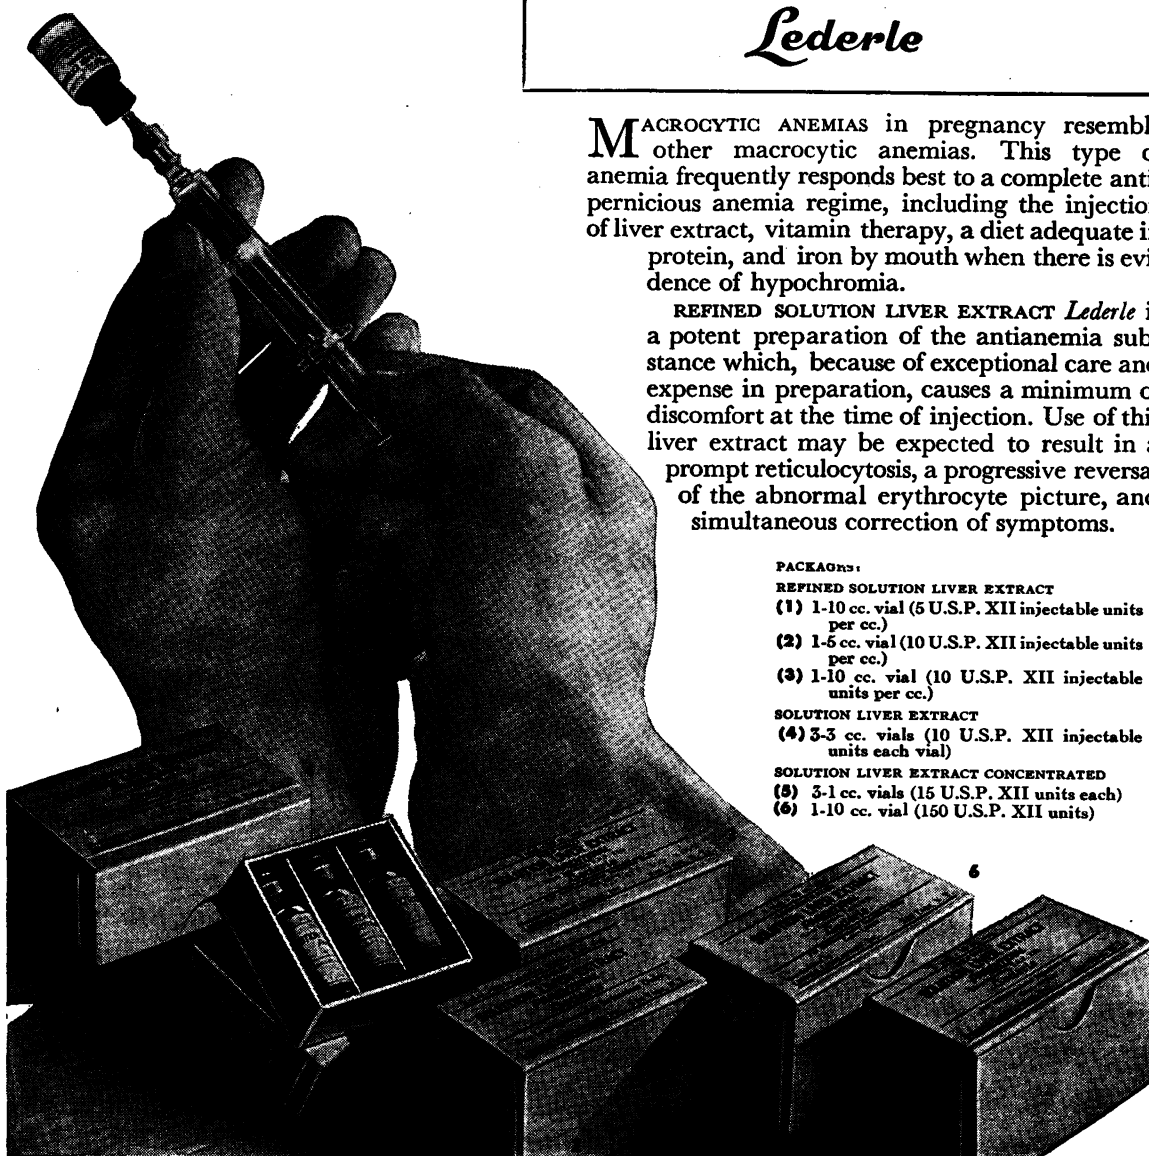 Lederle
MACROCYTIC ANEMIAS in pregnancy resembl
other macrocytic anemias. This type o
anemia frequently responds best to a complete anti
pernicious anemia regime, including the injection
of liver extract, vitamin therapy, a diet adequate in
protein, and iron by mouth when there is evi
dence of hypochromia.
REFINED SOLUTION LIVER EXTRACT Lederle i
a potent preparation of the antianemia sub
stance which, because of exceptional care and
expense in preparation, causes a minimum o
discomfort at the time of injection. Use of thi
liver extract may be expected to result in a
prompt reticulocytosis, a progressive reversa
of the abnormal erythrocyte picture, and
simultaneous correction of symptoms.
REFINED SOLUTION LIVER EXTRACT
(1) 1-10 cc. vial (5 U.S.P. XII injectable units
per cc.)
(2) 1-5 cc. vial (10 U.S.P. XII injectable units
per cc.)
(3) 1-10 cc. vial (10 U.S.P. XII injectable
units per cc.)
SOLUTION LIVER EXTRACT
(4) 3-3 cc. vials (10 U.S.P. XII injectable
units each vial)
SOLUTION LIVER EXTRACT CONCENTRATED
(5) 3-1 cc. vials (15 U.S.P. XII units each)
(6) 1-10 cc. vial (150 U.S.P. XII units)
6